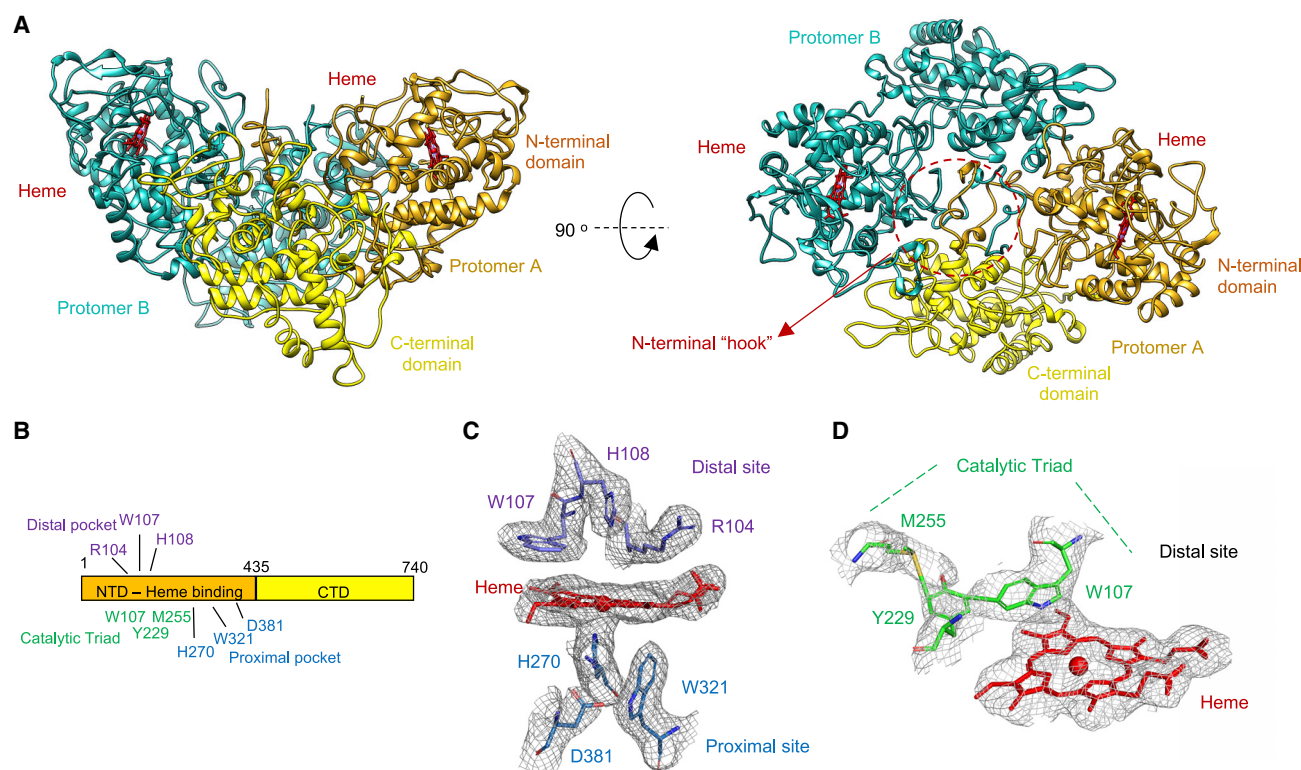 A
Heme
Heme
N-terminal
domain
Protomer A
Protomer B
C-terminal
domain
90 o
Protomer B
Heme
Heme
N-terminal
domain
N-terminal “hook”
Protomer A
C-terminal
domain
B
Distal pocket
W107
R104
H108
1
435
740
NTD – Heme binding
CTD
W107
M255
D381
Catalytic Triad
Y229
W321
H270
Proximal pocket
C
H108
Distal site
W107
R104
Heme
H270
W321
D381
Proximal site
D
Catalytic Triad
M255
Distal site
W107
Y229
Heme